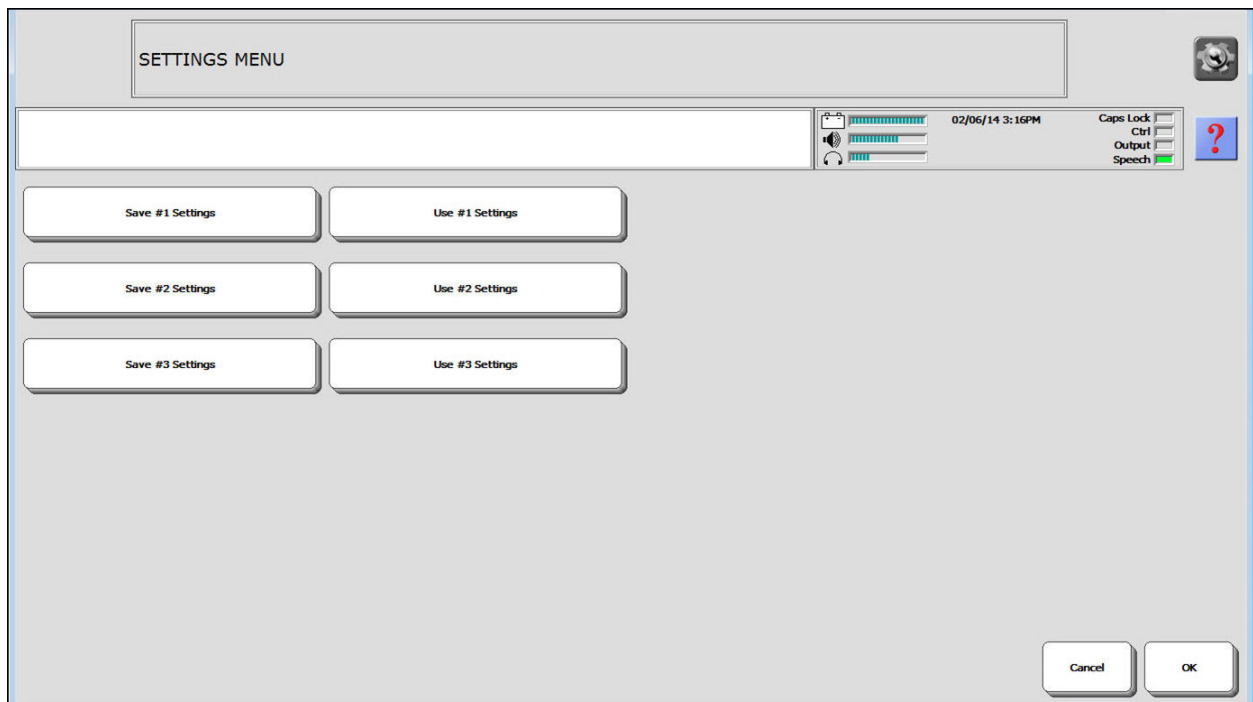 SETTINGS MENU
02/06/14 3:16PM
Caps Lock
Ctrl
Output
Speech
?
Save #1 Settings
Use #1 Settings
Save #2 Settings
Use #2 Settings
Save #3 Settings
Use #3 Settings
Cancel
OK